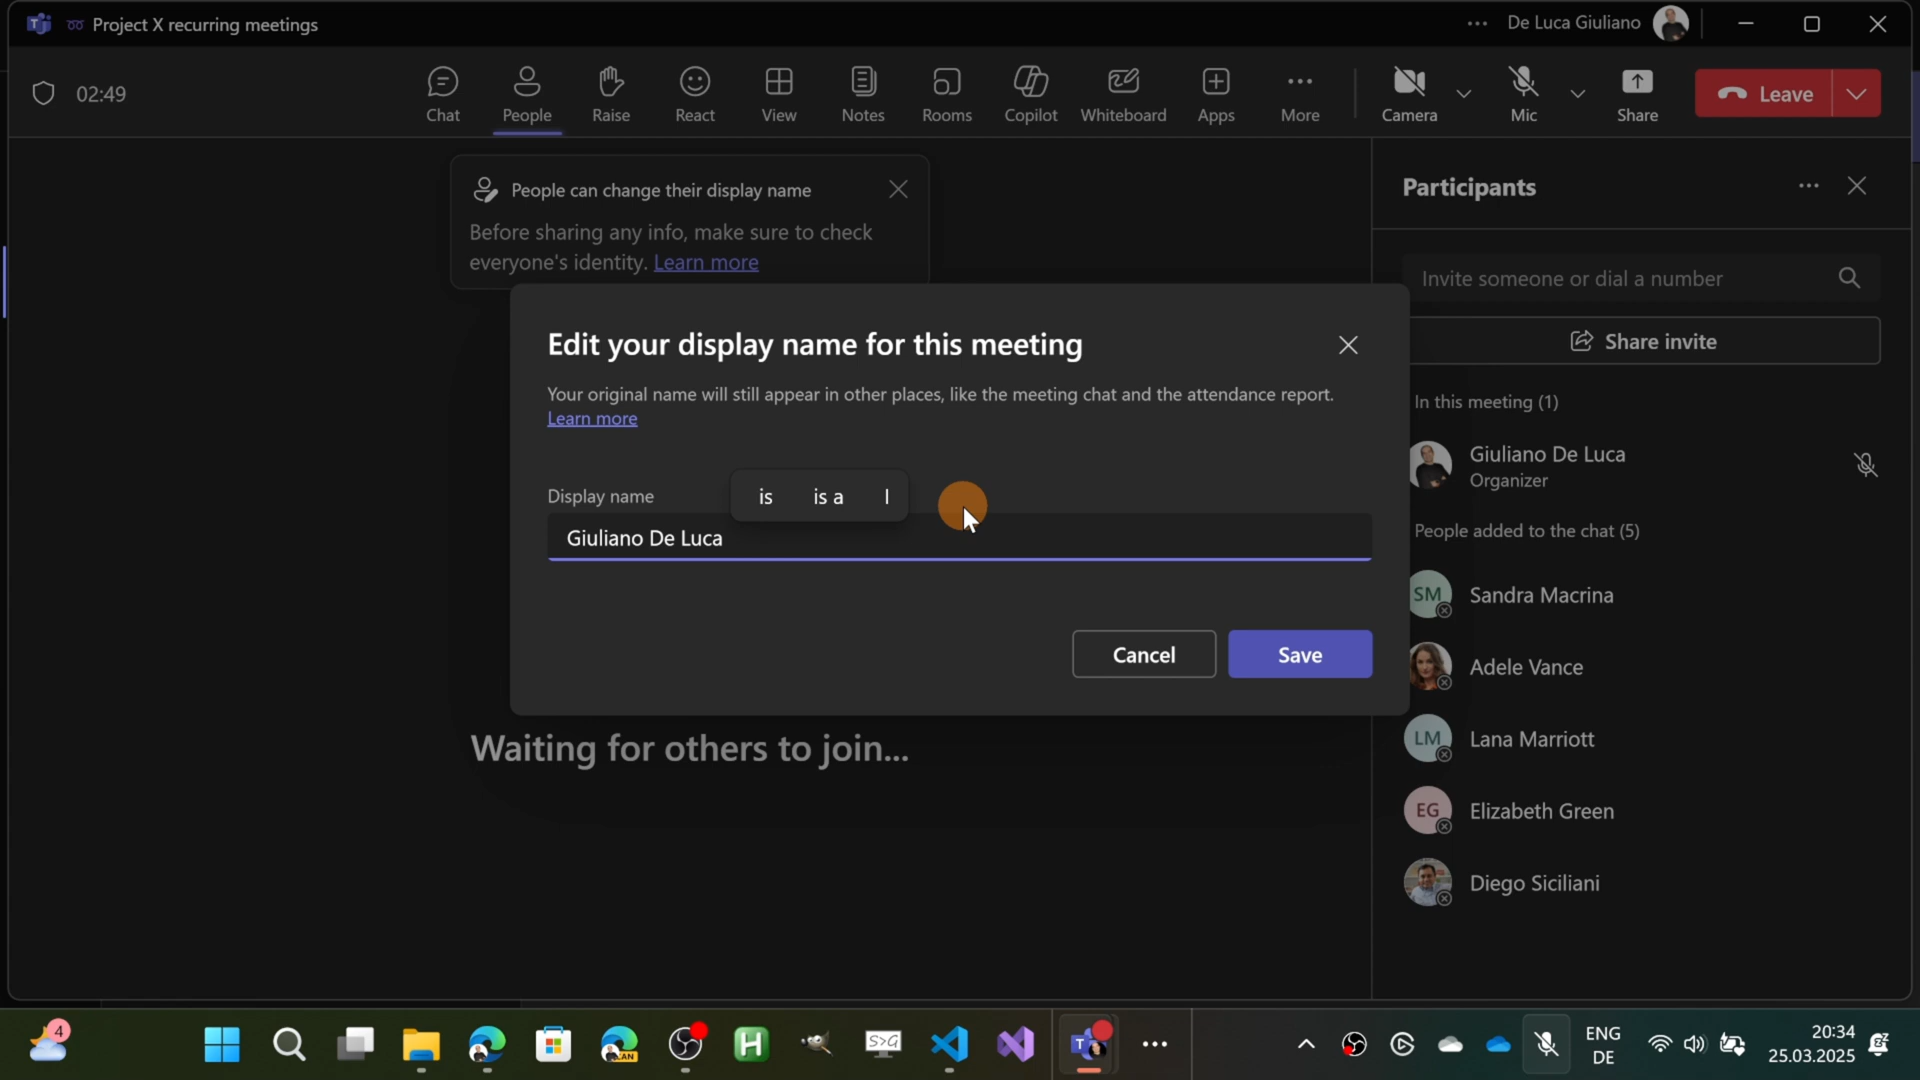 Project X recurring meetings
De Luca Giuliano
02:49
Chat
People
Raise
React
View
Notes
Rooms
Copilot
Whiteboard
Apps
More
Camera
Mic
Share
Leave
People can change their display name
Before sharing any info, make sure to check
everyone's identity. Learn more
Participants
Invite someone or dial a number
Share invite
Edit your display name for this meeting
Your original name will still appear in other places, like the meeting chat and the attendance report.
Learn more
Display name
is is a I
Giuliano De Luca
Cancel
Save
Waiting for others to join...
In this meeting (1)
Giuliano De Luca
Organizer
People added to the chat (5)
SM Sandra Macrina
Adele Vance
LM Lana Marriott
EG Elizabeth Green
Diego Siciliani
4
CAN
H
S>G
T
ENG
DE
20:34
25.03.2025